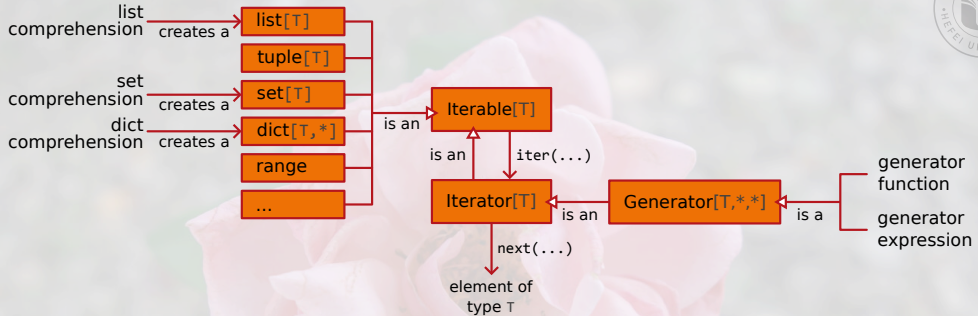 list
comprehension
creates a
list[T]
tuple[T]
set
comprehension
creates a
set[T]
dict
comprehension
creates a
dict[T,*]
range
...
is an
Iterable[T]
is an
iter(...)
Iterator[T]
is an
Generator[T,*,*]
is a
generator
function
generator
expression
next(...)
element of
type T
HEFEI U